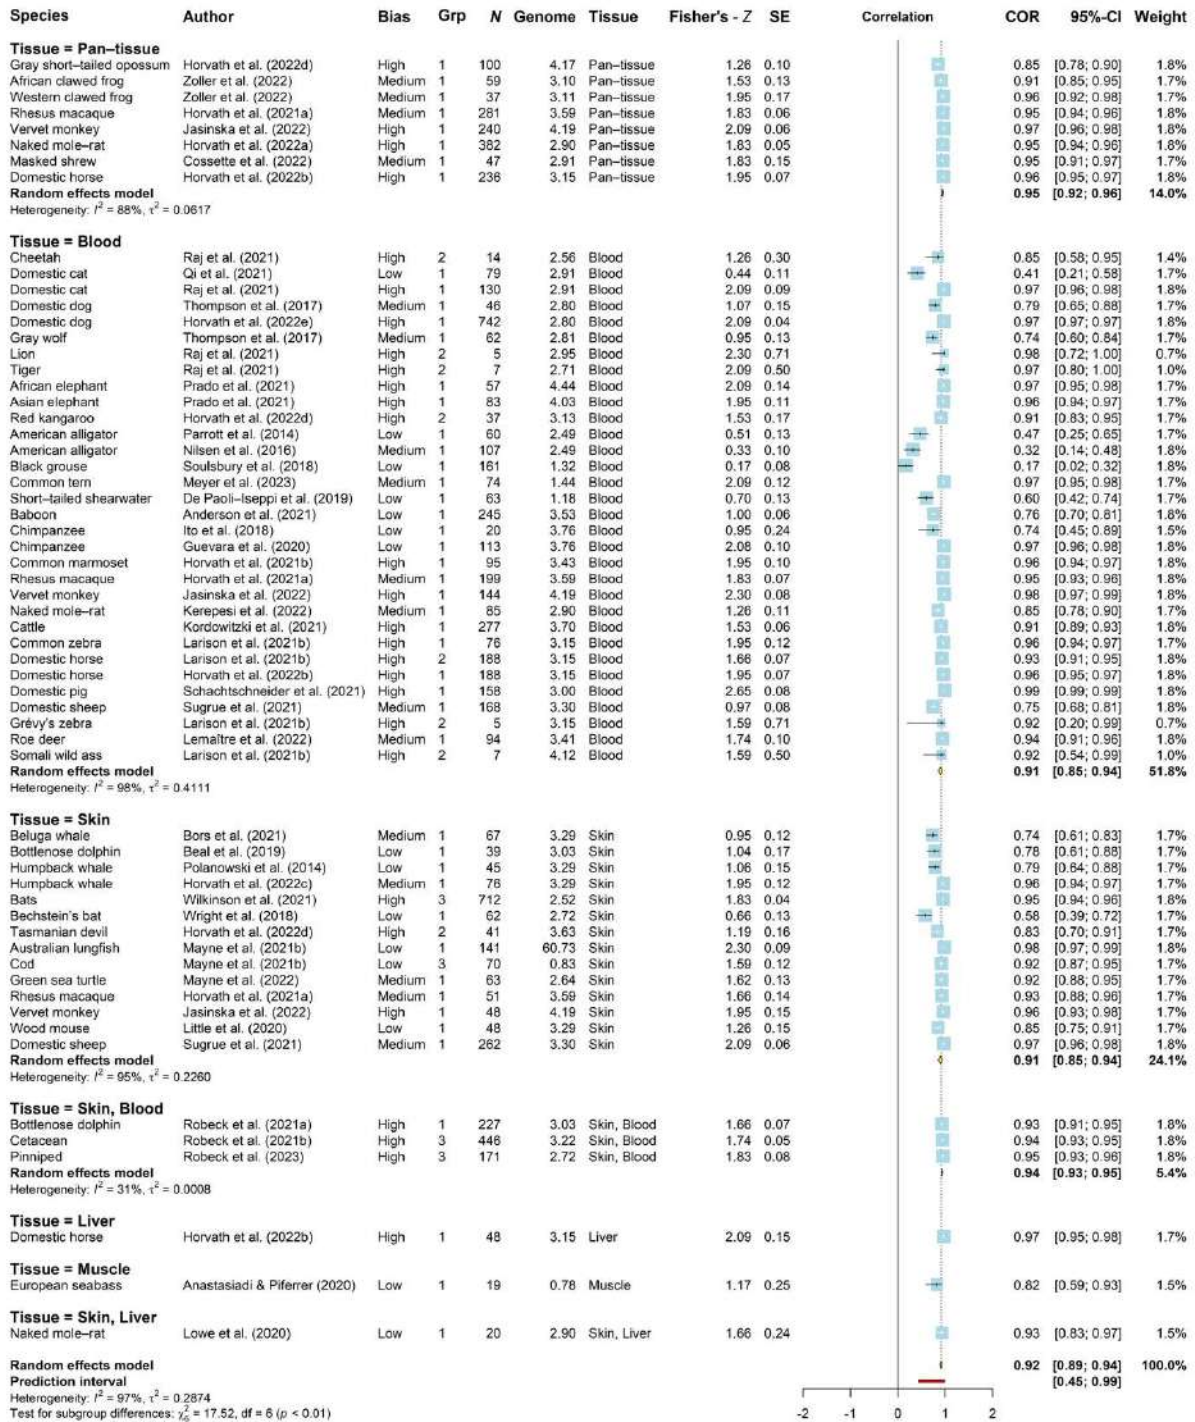 Species Author Bias Grp N Genome Tissue Fisher's - Z SE Correlation COR 95%-CI Weight
Tissue = Pan–tissue
Gray short–tailed opossum Horvath et al. (2022d) High 1 100 4.17 Pan–tissue 1.26 0.10 0.85 [0.78; 0.90] 1.8%
African clawed frog Zoller et al. (2022) Medium 1 59 3.10 Pan–tissue 1.53 0.13 0.91 [0.85; 0.95] 1.7%
Western clawed frog Zoller et al. (2022) Medium 1 37 3.11 Pan–tissue 1.95 0.17 0.96 [0.92; 0.98] 1.7%
Rhesus macaque Horvath et al. (2021a) Medium 1 281 3.59 Pan–tissue 1.83 0.06 0.95 [0.94; 0.96] 1.8%
Vervet monkey Jasinska et al. (2022) High 1 240 4.19 Pan–tissue 2.09 0.06 0.97 [0.96; 0.98] 1.8%
Naked mole–rat Horvath et al. (2022a) High 1 382 2.90 Pan–tissue 1.83 0.05 0.95 [0.94; 0.96] 1.8%
Masked shrew Cossette et al. (2022) Medium 1 47 2.91 Pan–tissue 1.83 0.15 0.95 [0.91; 0.97] 1.7%
Domestic horse Horvath et al. (2022b) High 1 236 3.15 Pan–tissue 1.95 0.07 0.96 [0.95; 0.97] 1.8%
Random effects model 0.95 [0.92; 0.96] 14.0%
Heterogeneity: I² = 88%, τ² = 0.0617
Tissue = Blood
Cheetah Raj et al. (2021) High 2 14 2.56 Blood 1.26 0.30 0.85 [0.58; 0.95] 1.4%
Domestic cat Qi et al. (2021) Low 1 79 2.91 Blood 0.44 0.11 0.41 [0.21; 0.58] 1.7%
Domestic cat Raj et al. (2021) High 1 130 2.91 Blood 2.09 0.09 0.97 [0.96; 0.98] 1.8%
Domestic dog Thompson et al. (2017) Medium 1 46 2.80 Blood 1.07 0.15 0.79 [0.65; 0.88] 1.7%
Domestic dog Horvath et al. (2022e) High 1 742 2.80 Blood 2.09 0.04 0.97 [0.97; 0.97] 1.8%
Gray wolf Thompson et al. (2017) Medium 1 62 2.81 Blood 0.95 0.13 0.74 [0.60; 0.84] 1.7%
Lion Raj et al. (2021) High 2 5 2.95 Blood 2.30 0.71 0.98 [0.72; 1.00] 0.7%
Tiger Raj et al. (2021) High 2 7 2.71 Blood 2.09 0.50 0.97 [0.80; 1.00] 1.0%
African elephant Prado et al. (2021) High 1 57 4.44 Blood 2.09 0.14 0.97 [0.95; 0.98] 1.7%
Asian elephant Prado et al. (2021) High 1 83 4.03 Blood 1.95 0.11 0.96 [0.94; 0.97] 1.7%
Red kangaroo Horvath et al. (2022d) High 2 37 3.13 Blood 1.53 0.17 0.91 [0.83; 0.95] 1.7%
American alligator Parrott et al. (2014) Low 1 60 2.49 Blood 0.51 0.13 0.47 [0.25; 0.65] 1.7%
American alligator Nilsen et al. (2016) Medium 1 107 2.49 Blood 0.33 0.10 0.32 [0.14; 0.48] 1.8%
Black grouse Soulsbury et al. (2018) Low 1 161 1.32 Blood 0.17 0.08 0.17 [0.02; 0.32] 1.8%
Common tern Meyer et al. (2023) Medium 1 74 1.44 Blood 2.09 0.12 0.97 [0.95; 0.98] 1.7%
Short–tailed shearwater De Paoli–Iseppi et al. (2019) Low 1 63 1.18 Blood 0.70 0.13 0.60 [0.42; 0.74] 1.7%
Baboon Anderson et al. (2021) Low 1 245 3.53 Blood 1.00 0.06 0.76 [0.70; 0.81] 1.8%
Chimpanzee Ito et al. (2018) Low 1 20 3.76 Blood 0.95 0.24 0.74 [0.45; 0.89] 1.5%
Chimpanzee Guevara et al. (2020) Low 1 113 3.76 Blood 2.08 0.10 0.97 [0.96; 0.98] 1.8%
Common marmoset Horvath et al. (2021b) High 1 95 3.43 Blood 1.95 0.10 0.96 [0.94; 0.97] 1.8%
Rhesus macaque Horvath et al. (2021a) Medium 1 199 3.59 Blood 1.83 0.07 0.95 [0.93; 0.96] 1.8%
Vervet monkey Jasinska et al. (2022) High 1 144 4.19 Blood 2.30 0.08 0.98 [0.97; 0.99] 1.8%
Naked mole–rat Kerepesi et al. (2022) Medium 1 85 2.90 Blood 1.26 0.11 0.85 [0.78; 0.90] 1.7%
Cattle Kordowitzki et al. (2021) High 1 277 3.70 Blood 1.53 0.06 0.91 [0.89; 0.93] 1.8%
Common zebra Larison et al. (2021b) High 1 76 3.15 Blood 1.95 0.12 0.96 [0.94; 0.97] 1.7%
Domestic horse Larison et al. (2021b) High 2 188 3.15 Blood 1.66 0.07 0.93 [0.91; 0.95] 1.8%
Domestic horse Horvath et al. (2022b) High 1 188 3.15 Blood 1.95 0.07 0.96 [0.95; 0.97] 1.8%
Domestic pig Schachtschneider et al. (2021) High 1 158 3.00 Blood 2.65 0.08 0.99 [0.99; 0.99] 1.8%
Domestic sheep Sugrue et al. (2021) Medium 1 168 3.30 Blood 0.97 0.08 0.75 [0.68; 0.81] 1.8%
Grévy's zebra Larison et al. (2021b) High 2 5 3.15 Blood 1.59 0.71 0.92 [0.20; 0.99] 0.7%
Roe deer Lemaître et al. (2022) Medium 1 94 3.41 Blood 1.74 0.10 0.94 [0.91; 0.96] 1.8%
Somali wild ass Larison et al. (2021b) High 2 7 4.12 Blood 1.59 0.50 0.92 [0.54; 0.99] 1.0%
Random effects model 0.91 [0.85; 0.94] 51.8%
Heterogeneity: I² = 98%, τ² = 0.4111
Tissue = Skin
Beluga whale Bors et al. (2021) Medium 1 67 3.29 Skin 0.95 0.12 0.74 [0.61; 0.83] 1.7%
Bottlenose dolphin Beal et al. (2019) Low 1 39 3.03 Skin 1.04 0.17 0.78 [0.61; 0.88] 1.7%
Humpback whale Polanowski et al. (2014) Low 1 45 3.29 Skin 1.06 0.15 0.79 [0.64; 0.88] 1.7%
Humpback whale Horvath et al. (2022c) Medium 1 76 3.29 Skin 1.95 0.12 0.96 [0.94; 0.97] 1.7%
Bats Wilkinson et al. (2021) High 3 712 2.52 Skin 1.83 0.04 0.95 [0.94; 0.96] 1.8%
Bechstein's bat Wright et al. (2018) Low 1 62 2.72 Skin 0.66 0.13 0.58 [0.39; 0.72] 1.7%
Tasmanian devil Horvath et al. (2022d) High 2 41 3.63 Skin 1.19 0.16 0.83 [0.70; 0.91] 1.7%
Australian lungfish Mayne et al. (2021b) Low 1 141 60.73 Skin 2.30 0.09 0.98 [0.97; 0.99] 1.8%
Cod Mayne et al. (2021b) Low 3 70 0.83 Skin 1.59 0.12 0.92 [0.87; 0.95] 1.7%
Green sea turtle Mayne et al. (2022) Medium 1 63 2.64 Skin 1.62 0.13 0.92 [0.88; 0.95] 1.7%
Rhesus macaque Horvath et al. (2021a) Medium 1 51 3.59 Skin 1.66 0.14 0.93 [0.88; 0.96] 1.7%
Vervet monkey Jasinska et al. (2022) High 1 48 4.19 Skin 1.95 0.15 0.96 [0.93; 0.98] 1.7%
Wood mouse Little et al. (2020) Low 1 48 3.29 Skin 1.26 0.15 0.85 [0.75; 0.91] 1.7%
Domestic sheep Sugrue et al. (2021) Medium 1 262 3.30 Skin 2.09 0.06 0.97 [0.96; 0.98] 1.8%
Random effects model 0.91 [0.85; 0.94] 24.1%
Heterogeneity: I² = 95%, τ² = 0.2260
Tissue = Skin, Blood
Bottlenose dolphin Robeck et al. (2021a) High 1 227 3.03 Skin, Blood 1.66 0.07 0.93 [0.91; 0.95] 1.8%
Cetacean Robeck et al. (2021b) High 3 446 3.22 Skin, Blood 1.74 0.05 0.94 [0.93; 0.95] 1.8%
Pinniped Robeck et al. (2023) High 3 171 2.72 Skin, Blood 1.83 0.08 0.95 [0.93; 0.96] 1.8%
Random effects model 0.94 [0.93; 0.95] 5.4%
Heterogeneity: I² = 31%, τ² = 0.0008
Tissue = Liver
Domestic horse Horvath et al. (2022b) High 1 48 3.15 Liver 2.09 0.15 0.97 [0.95; 0.98] 1.7%
Tissue = Muscle
European seabass Anastasiadi & Piferrer (2020) Low 1 19 0.78 Muscle 1.17 0.25 0.82 [0.59; 0.93] 1.5%
Tissue = Skin, Liver
Naked mole–rat Lowe et al. (2020) Low 1 20 2.90 Skin, Liver 1.66 0.24 0.93 [0.83; 0.97] 1.5%
Random effects model 0.92 [0.89; 0.94] 100.0%
Prediction interval [0.45; 0.99]
Heterogeneity: I² = 97%, τ² = 0.2874
Test for subgroup differences: χ²₆ = 17.52, df = 6 (p < 0.01)
-2 -1 0 1 2